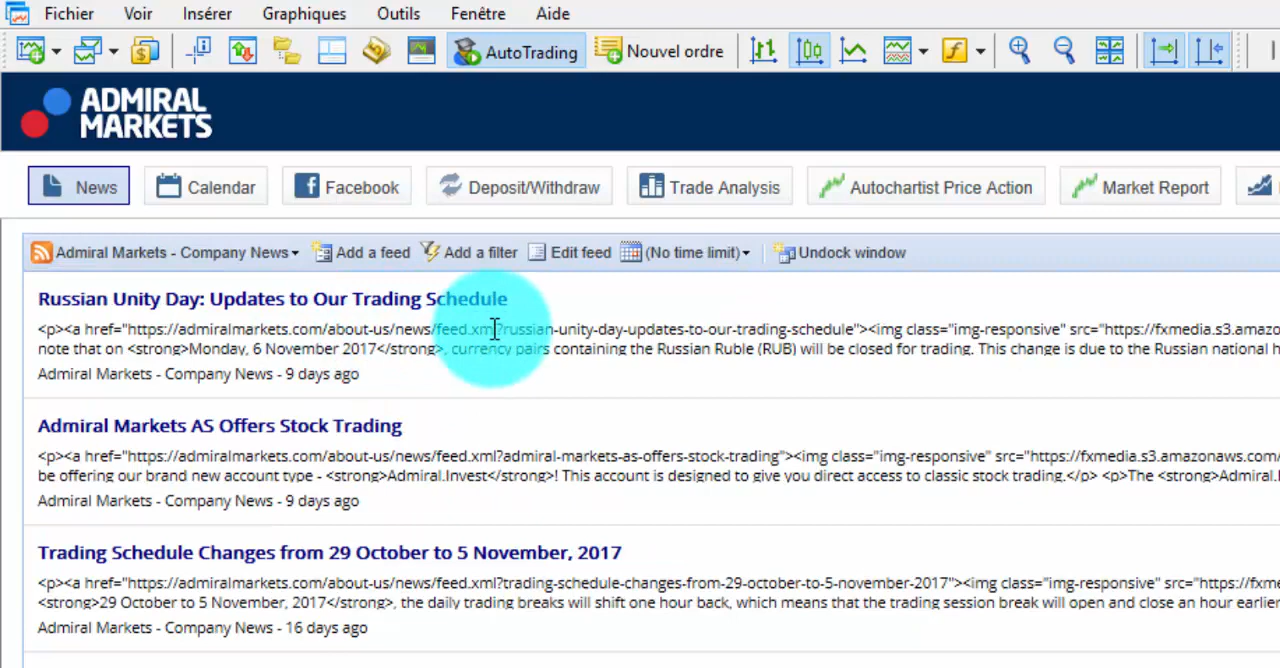 Fichier Voir Insérer Graphiques Outils Fenêtre Aide
AutoTrading Nouvel ordre
ADMIRAL
MARKETS
News Calendar Facebook Deposit/Withdraw Trade Analysis Autochartist Price Action Market Report
Admiral Markets - Company News Add a feed Add a filter Edit feed (No time limit) Undock window
Russian Unity Day: Updates to Our Trading Schedule
<p><a href="https://admiralmarkets.com/about-us/news/feed.xml?russian-unity-day-updates-to-our-trading-schedule"><img class="img-responsive" src="https://fxmedia.s3.amazo
note that on <strong>Monday, 6 November 2017</strong>, currency pairs containing the Russian Ruble (RUB) will be closed for trading. This change is due to the Russian national h
Admiral Markets - Company News - 9 days ago
Admiral Markets AS Offers Stock Trading
<p><a href="https://admiralmarkets.com/about-us/news/feed.xml?admiral-markets-as-offers-stock-trading"><img class="img-responsive" src="https://fxmedia.s3.amazonaws.com/
be offering our brand new account type - <strong>Admiral.Invest</strong>! This account is designed to give you direct access to classic stock trading.</p> <p>The <strong>Admiral.I
Admiral Markets - Company News - 9 days ago
Trading Schedule Changes from 29 October to 5 November, 2017
<p><a href="https://admiralmarkets.com/about-us/news/feed.xml?trading-schedule-changes-from-29-october-to-5-november-2017"><img class="img-responsive" src="https://fxme
<strong>29 October to 5 November, 2017</strong>, the daily trading breaks will shift one hour back, which means that the trading session break will open and close an hour earlier
Admiral Markets - Company News - 16 days ago